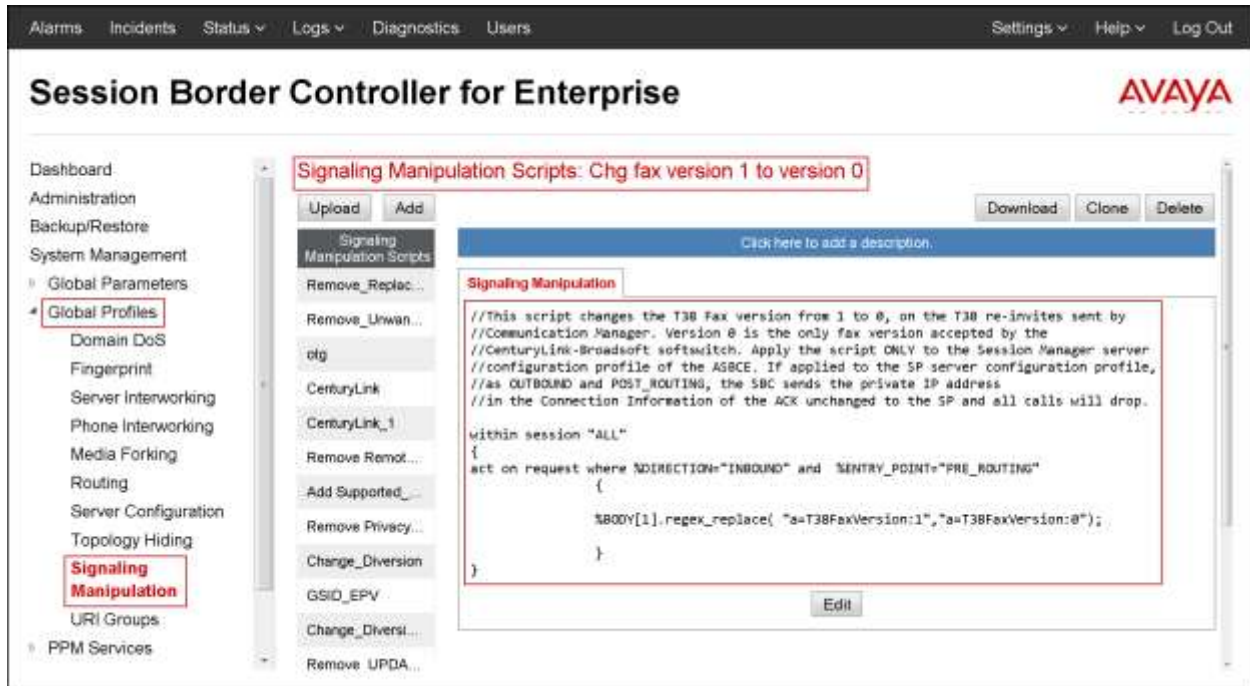 Alarms Incidents Status Logs Diagnostics Users Settings Help Log Out
Session Border Controller for Enterprise
AVAYA
Dashboard
Administration
Backup/Restore
System Management
Global Parameters
Global Profiles
Domain DoS
Fingerprint
Server Interworking
Phone Interworking
Media Forking
Routing
Server Configuration
Topology Hiding
Signaling
Manipulation
URI Groups
PPM Services
Signaling Manipulation Scripts: Chg fax version 1 to version 0
Upload Add Download Clone Delete
Signaling
Manipulation Scripts
Remove_Replac...
Remove_Unwan...
otg
CenturyLink
CenturyLink_1
Remove Remot...
Add Supported_...
Remove Privacy...
Change_Diversion
GSID_EPV
Change_Diversi...
Remove UPDA...
Click here to add a description.
Signaling Manipulation
//This script changes the T38 Fax version from 1 to 0, on the T38 re-invites sent by
//Communication Manager. Version 0 is the only fax version accepted by the
//CenturyLink-Broadsoft softswitch. Apply the script ONLY to the Session Manager server
//configuration profile of the ASBCE. If applied to the SP server configuration profile,
//as OUTBOUND and POST_ROUTING, the SBC sends the private IP address
//in the Connection Information of the ACK unchanged to the SP and all calls will drop.
within session "ALL"
{
act on request where %DIRECTION="INBOUND" and %ENTRY_POINT="PRE_ROUTING"
{
%BODY[1].regex_replace( "a=T38FaxVersion:1","a=T38FaxVersion:0");
}
}
Edit